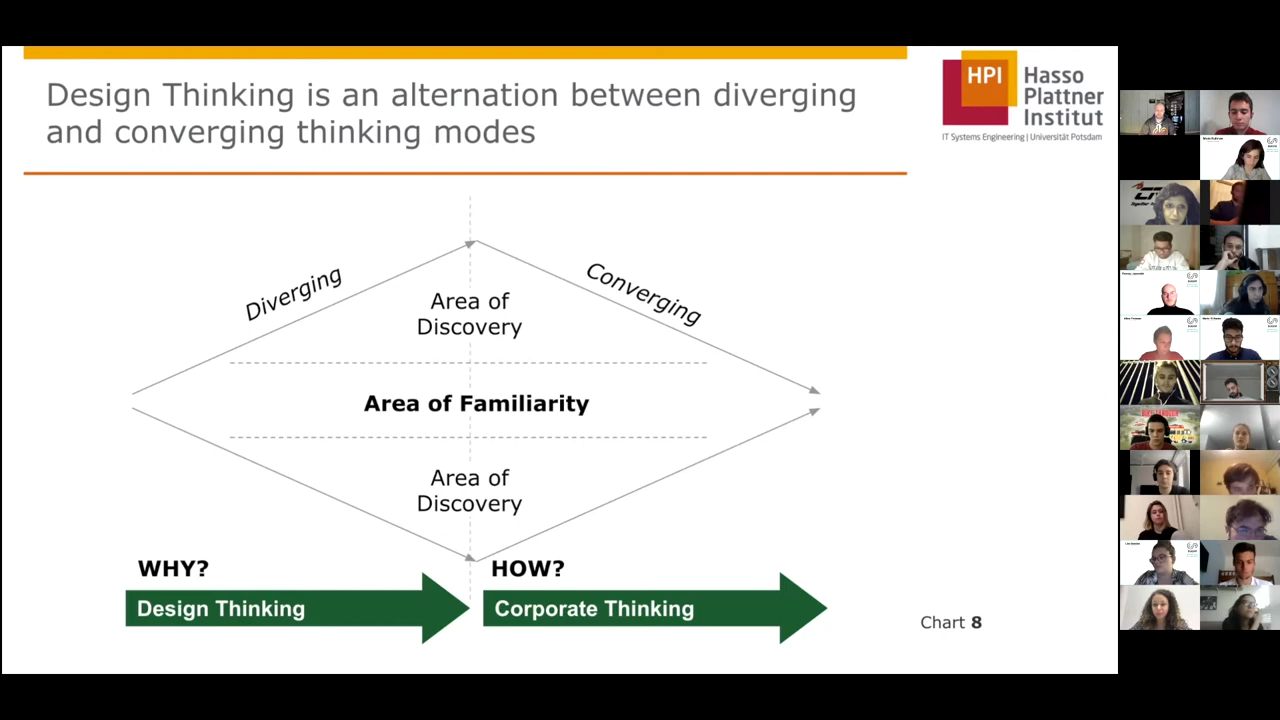 Design Thinking is an alternation between diverging
and converging thinking modes
HPI
Hasso
Plattner
Institut
IT Systems Engineering | Universität Potsdam
Diverging
Converging
Area of
Discovery
Area of Familiarity
Area of
Discovery
WHY?
HOW?
Design Thinking
Corporate Thinking
Chart 8